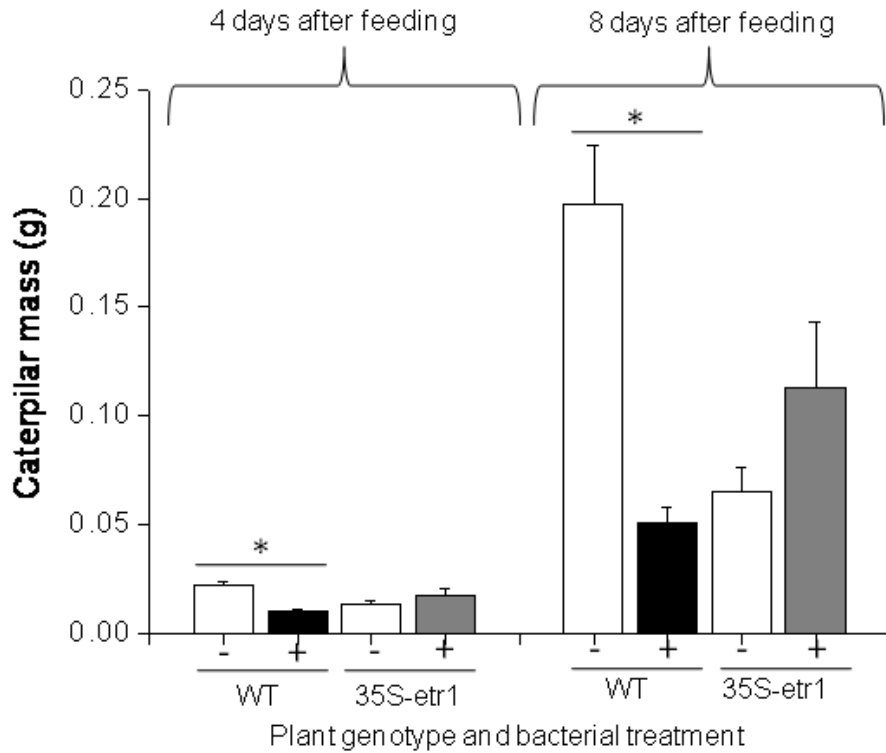 4 days after feeding
8 days after feeding
0.25
0.20
0.15
0.10
0.05
0.00
Caterpilar mass (g)
*
*
- + - + - + - +
WT 35S-etr1 WT 35S-etr1
Plant genotype and bacterial treatment